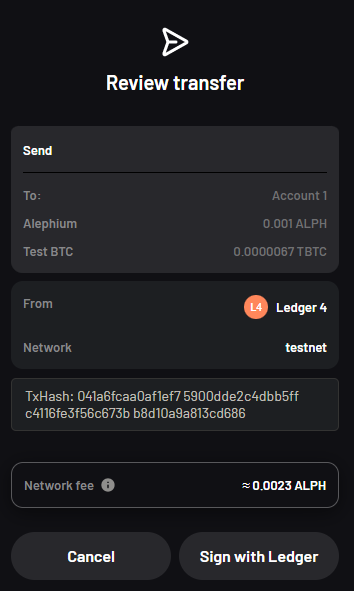 Review transfer
Send
To: Account 1
Alephium 0.001 ALPH
Test BTC 0.0000067 TBTC
From L4 Ledger 4
Network testnet
TxHash: 041a6fcaa0af1ef7 5900dde2c4dbb5ff
c4116fe3f56c673b b8d10a9a813cd686
Network fee ≈ 0.0023 ALPH
Cancel Sign with Ledger